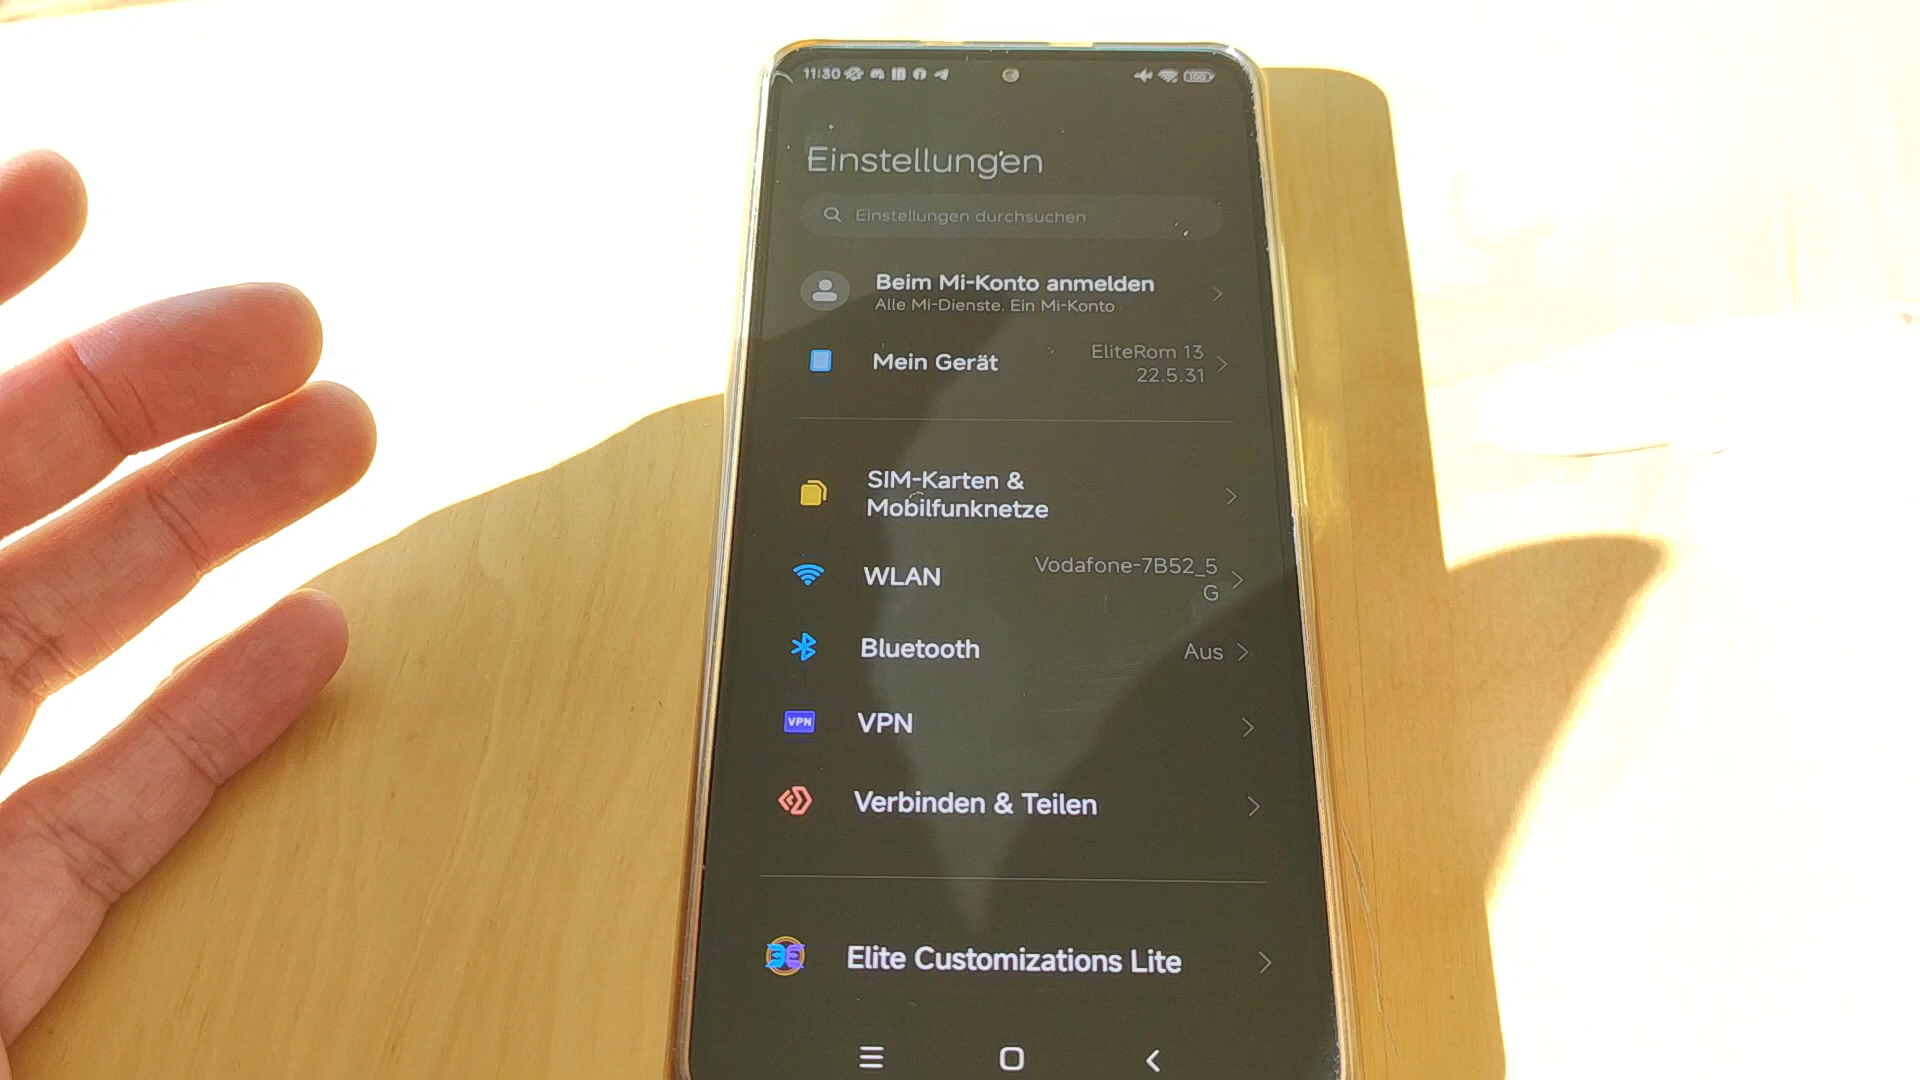 11:30
100
Einstellungen
Einstellungen durchsuchen
Beim Mi-Konto anmelden
Alle Mi-Dienste. Ein Mi-Konto
Mein Gerät
EliteRom 13
22.5.31
SIM-Karten &
Mobilfunknetze
WLAN
Vodafone-7B52_5
G
Bluetooth
Aus
VPN
VPN
Verbinden & Teilen
Elite Customizations Lite